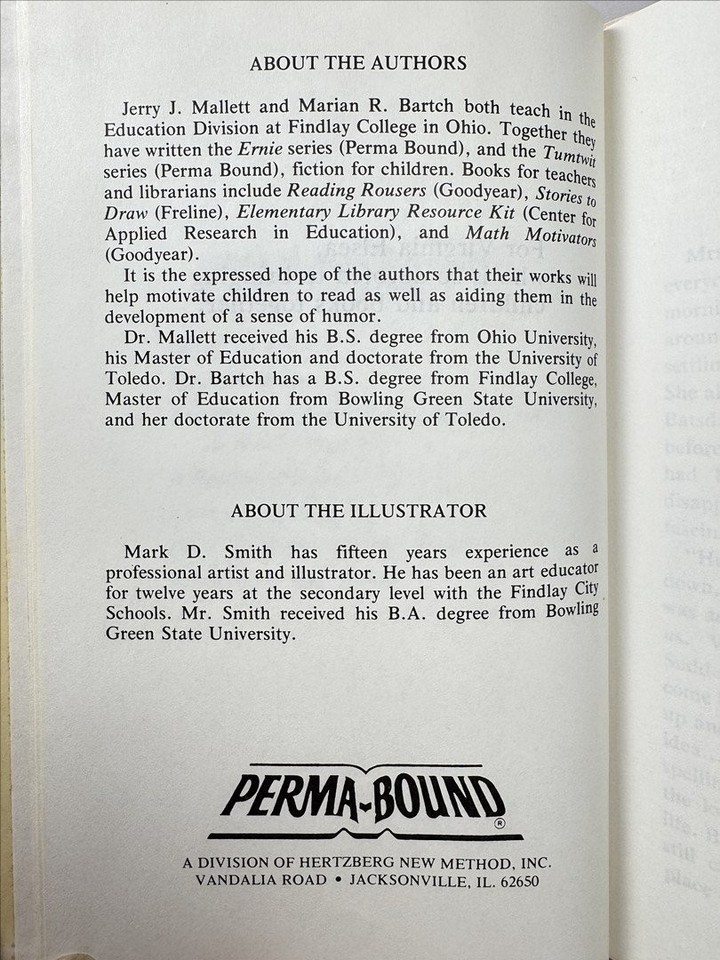 ABOUT THE AUTHORS
Jerry J. Mallett and Marian R. Bartch both teach in the
Education Division at Findlay College in Ohio. Together they
have written the Ernie series (Perma Bound), and the Tumtwit
series (Perma Bound), fiction for children. Books for teachers
and librarians include Reading Rousers (Goodyear), Stories to
Draw (Freline), Elementary Library Resource Kit (Center for
Applied Research in Education), and Math Motivators
(Goodyear).
It is the expressed hope of the authors that their works will
help motivate children to read as well as aiding them in the
development of a sense of humor.
Dr. Mallett received his B.S. degree from Ohio University,
his Master of Education and doctorate from the University of
Toledo. Dr. Bartch has a B.S. degree from Findlay College,
Master of Education from Bowling Green State University,
and her doctorate from the University of Toledo.
ABOUT THE ILLUSTRATOR
Mark D. Smith has fifteen years experience as a
professional artist and illustrator. He has been an art educator
for twelve years at the secondary level with the Findlay City
Schools. Mr. Smith received his B.A. degree from Bowling
Green State University.
PERMA-BOUND®
A DIVISION OF HERTZBERG NEW METHOD, INC.
VANDALIA ROAD • JACKSONVILLE, IL. 62650